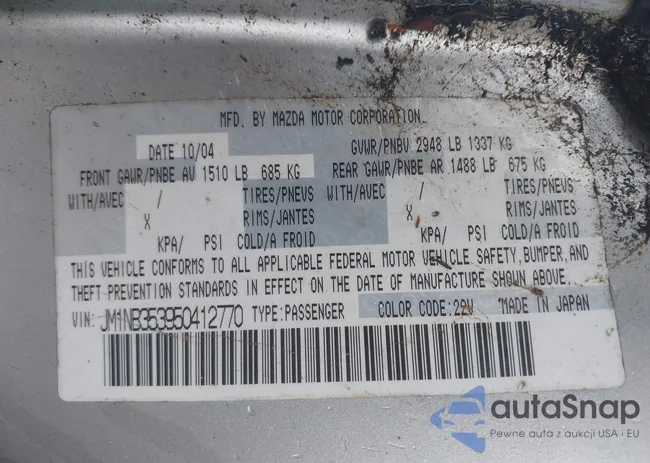 MFD. BY MAZDA MOTOR CORPORATION.
DATE 10/04 GVWR/PNBV 2948 LB 1337 KG
FRONT GAWR/PNBE AV 1510 LB 685 KG REAR GAWR/PNBE AR 1488 LB 675 KG
WITH/AVEC / TIRES/PNEUS WITH/AVEC / TIRES/PNEUS
X RIMS/JANTES X RIMS/JANTES
KPA/ PSI COLD/A FROID KPA/ PSI COLD/A FROID
THIS VEHICLE CONFORMS TO ALL APPLICABLE FEDERAL MOTOR VEHICLE SAFETY, BUMPER, AND
THEFT PREVENTION STANDARDS IN EFFECT ON THE DATE OF MANUFACTURE SHOWN ABOVE.
VIN: JM1NB353950412770 TYPE:PASSENGER COLOR CODE:22V MADE IN JAPAN
autaSnap
Pewne auta z aukcji USA i EU